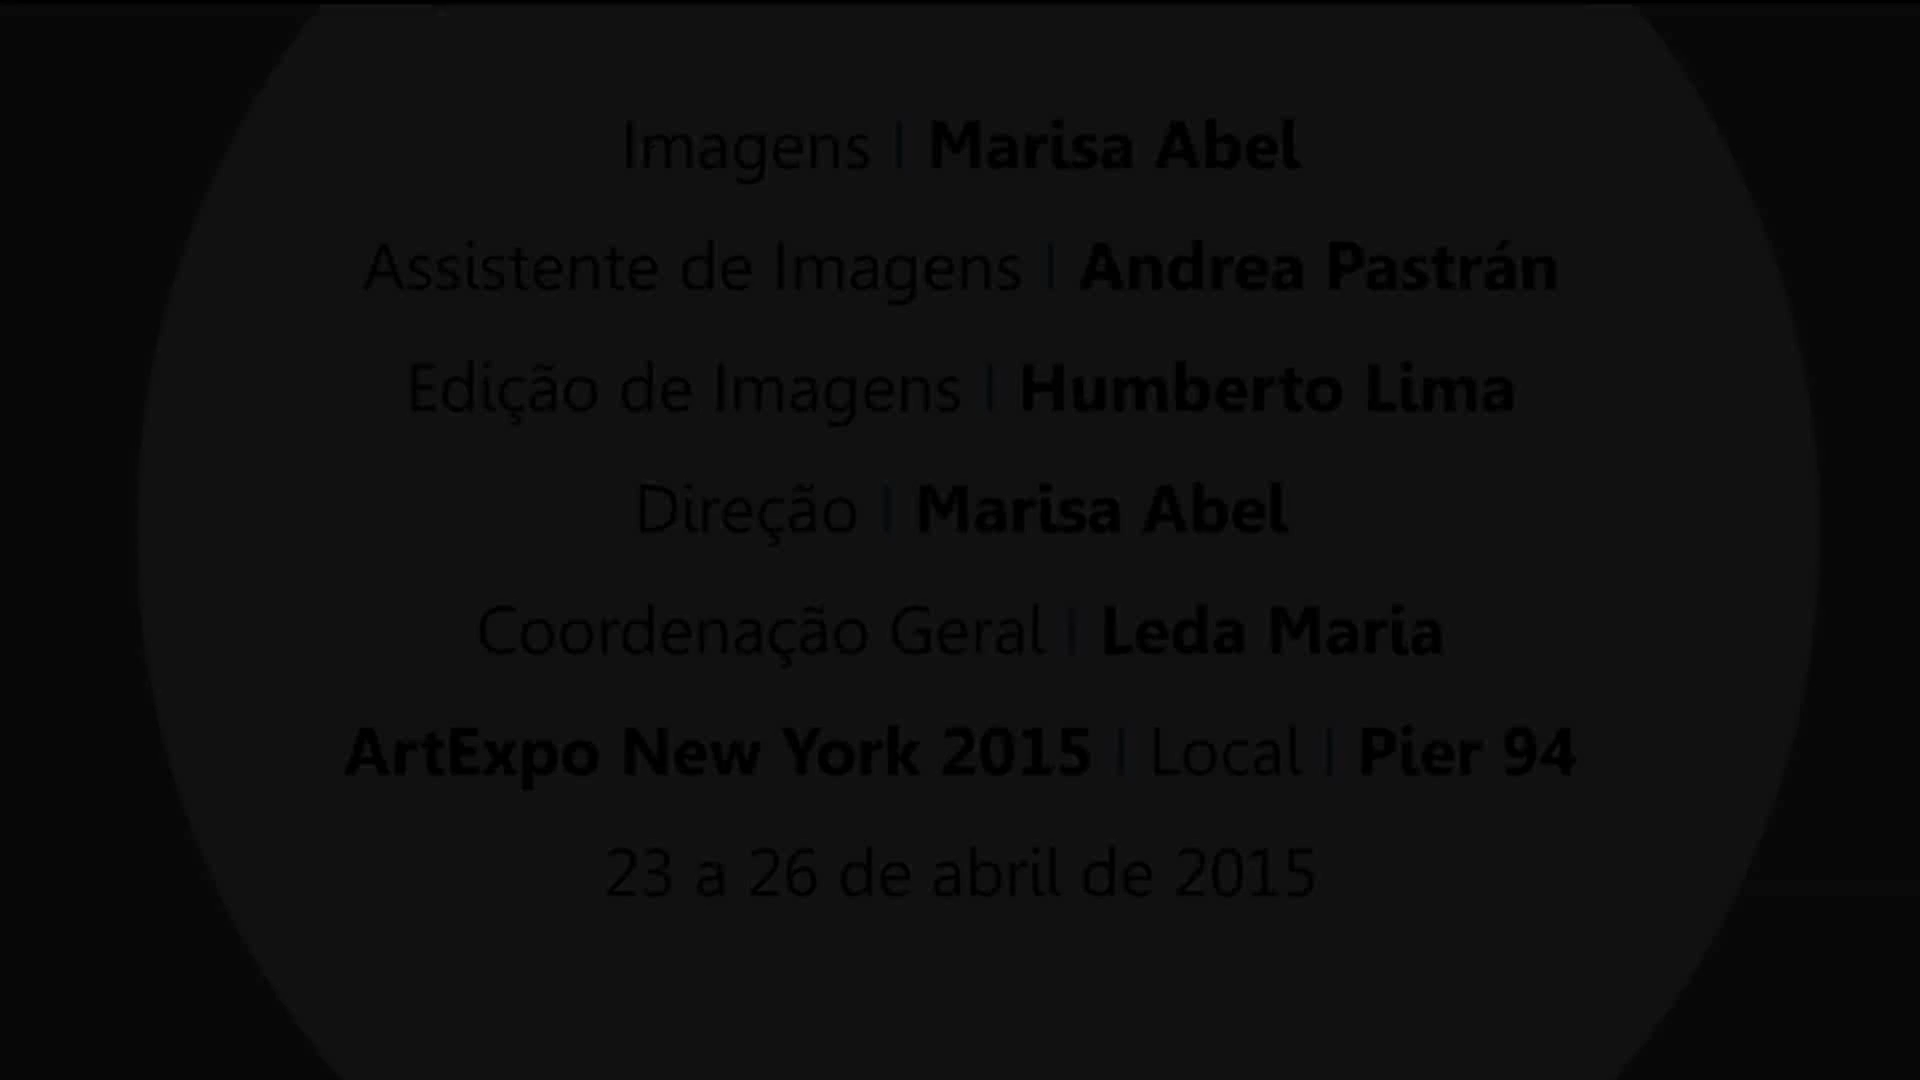 Imagens | Marisa Abel
Assistente de Imagens | Andrea Pastrán
Edição de Imagens | Humberto Lima
Direção | Marisa Abel
Coordenação Geral | Leda Maria
ArtExpo New York 2015 | Local | Pier 94
23 a 26 de abril de 2015